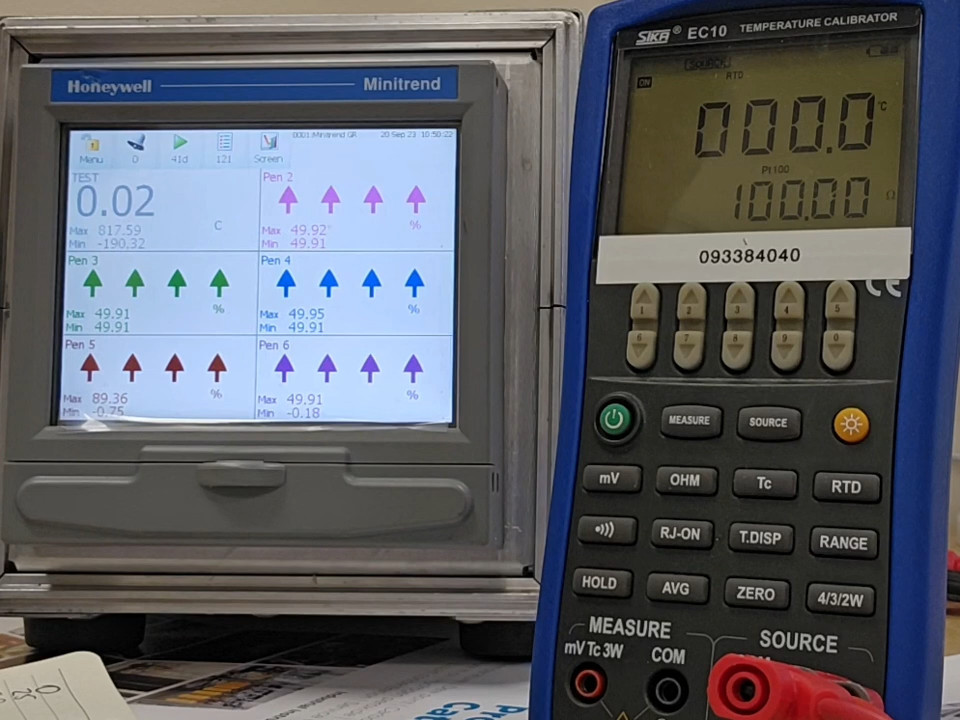 Honeywell
Minitrend
0001 Minitrend GR
20 Sep 23 10:50:22
Menu
0
41d
121
Screen
TEST
0.02
C
Max 817.59
Min -190.32
Pen 2
%
Max 49.92
Min 49.91
Pen 3
%
Max 49.91
Min 49.91
Pen 4
%
Max 49.95
Min 49.91
Pen 5
%
Max 89.36
Min -0.75
Pen 6
%
Max 49.91
Min -0.18
SIKA ® EC10 TEMPERATURE CALIBRATOR
SOURCE
ON
RTD
000.0 °C
Pt100
100.00 Ω
093384040
CE
1 2 3 4 5
6 7 8 9 0
MEASURE
SOURCE
mV
OHM
Tc
RTD
RJ-ON
T.DISP
RANGE
HOLD
AVG
ZERO
4/3/2W
MEASURE
SOURCE
mV Tc 3W
COM